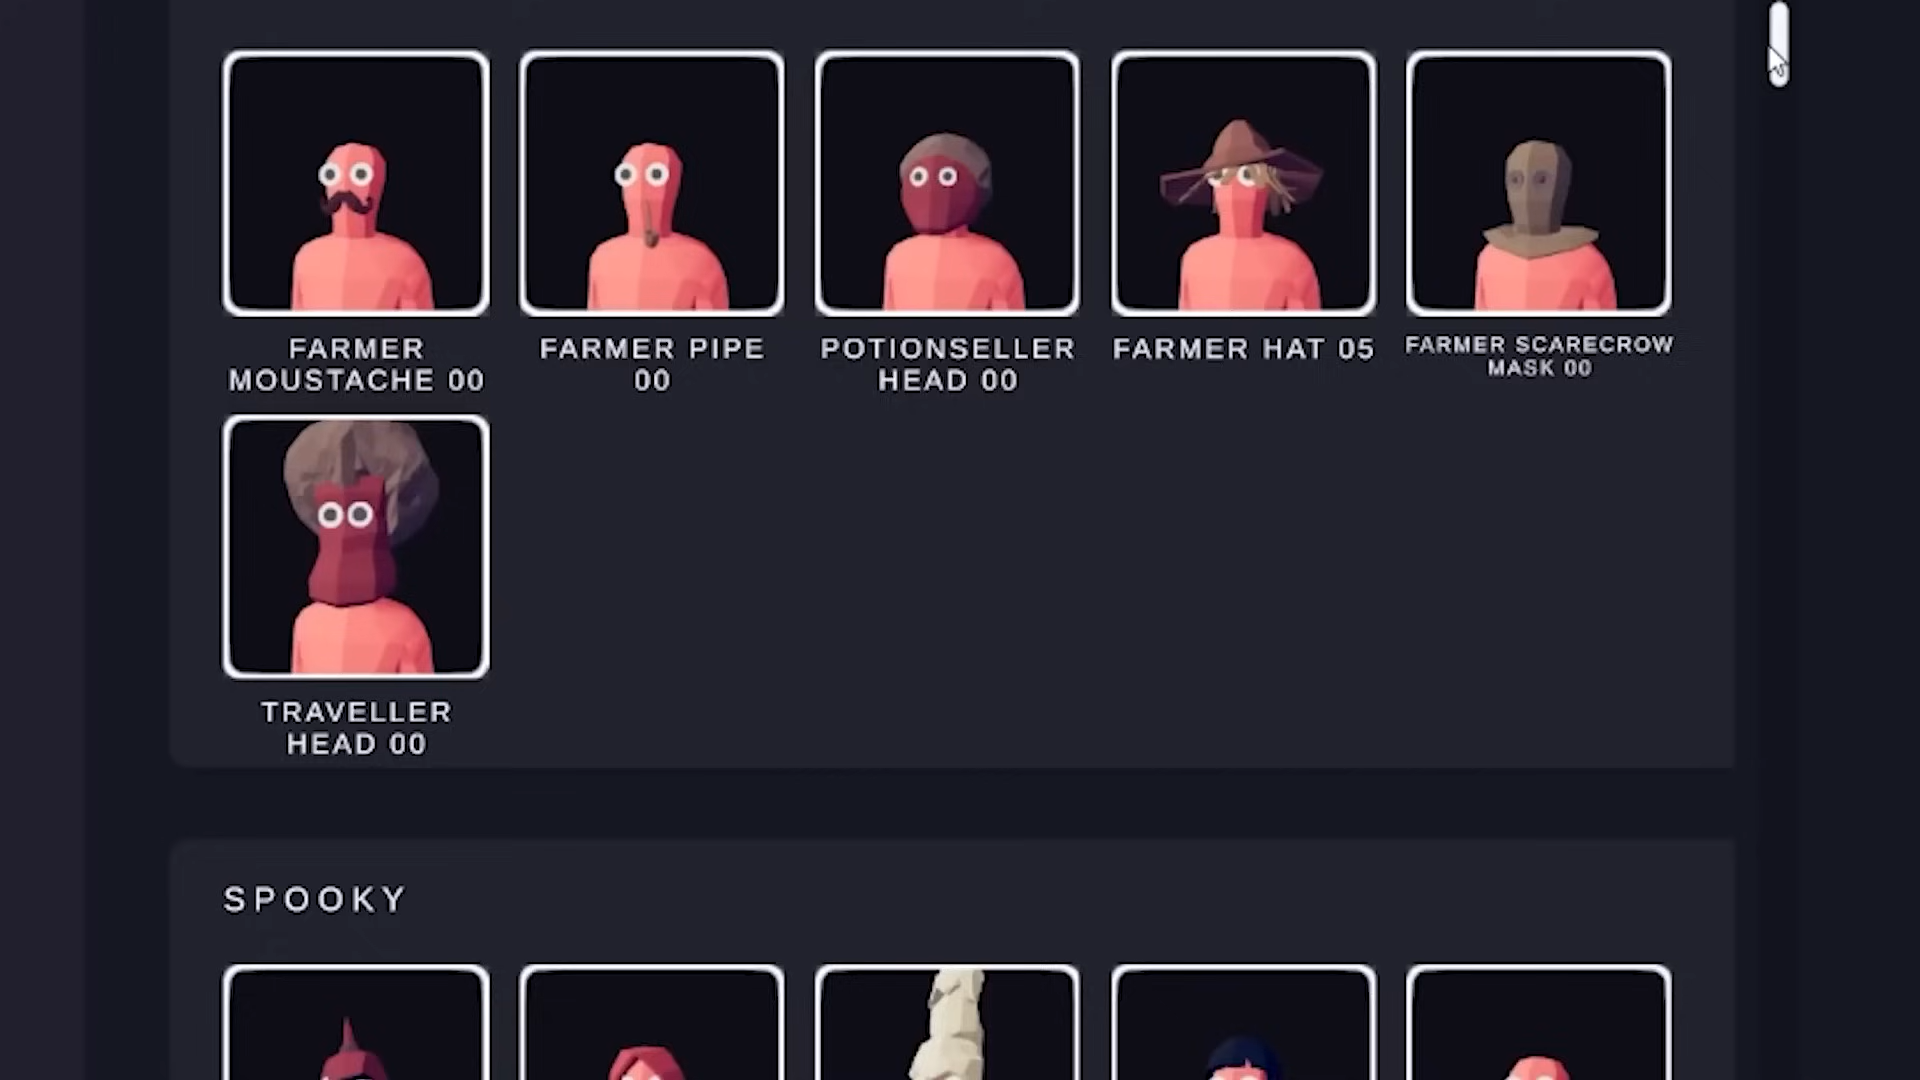 FARMER
MOUSTACHE 00
FARMER PIPE
00
POTIONSELLER
HEAD 00
FARMER HAT 05
FARMER SCARECROW
MASK 00
TRAVELLER
HEAD 00
SPOOKY